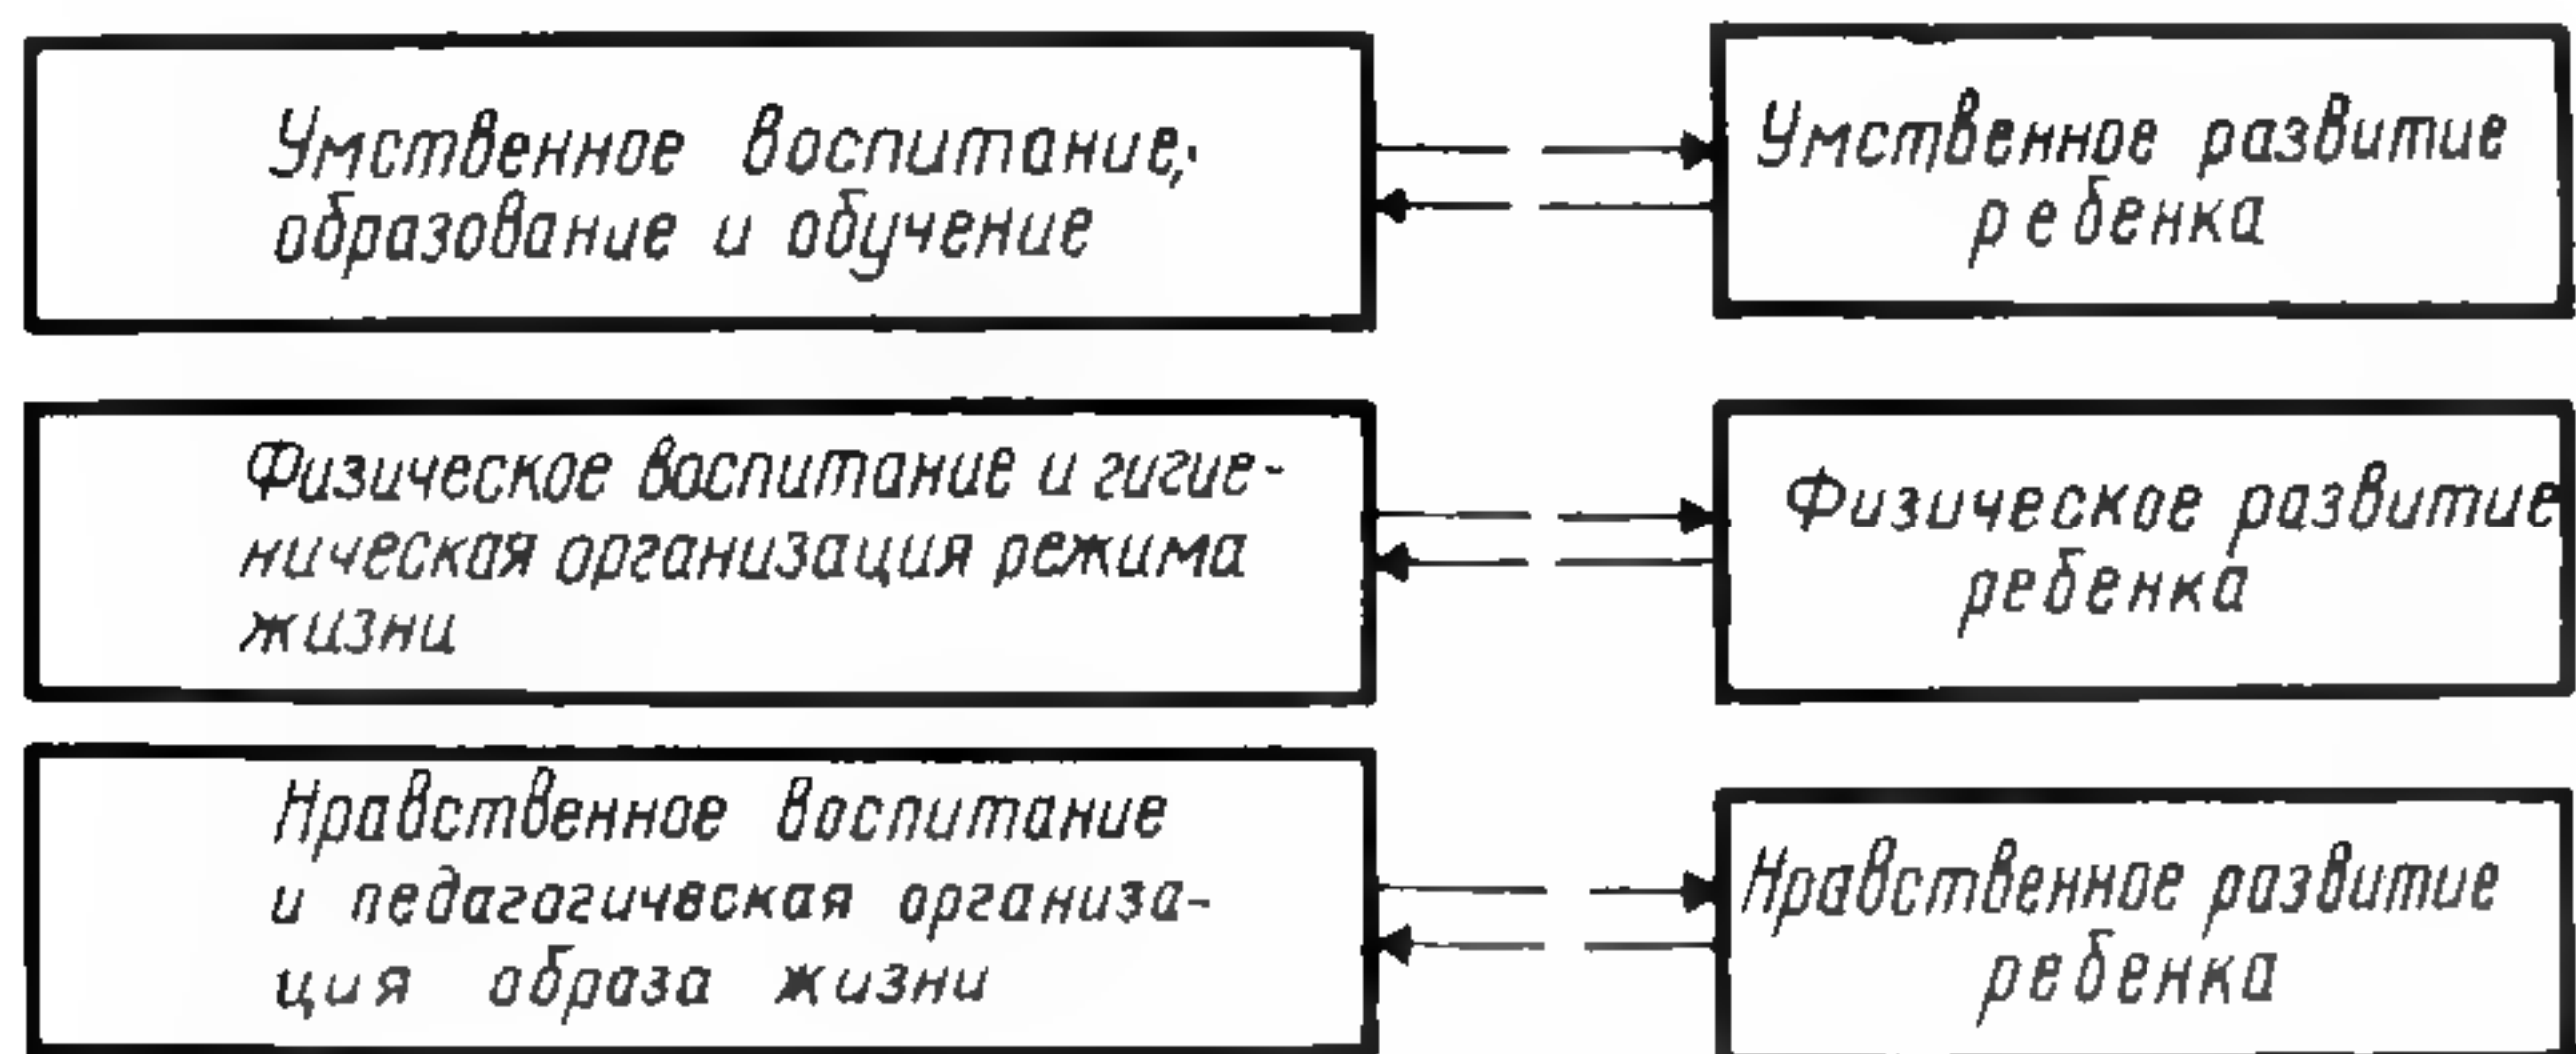 Умственное воспитание,
образование и обучение
Умственное развитие
ребенка
Физическое воспитание и гигие-
ническая организация режима
жизни
Физическое развитие
ребенка
Нравственное воспитание
и педагогическая организа-
ция образа жизни
Нравственное развитие
ребенка